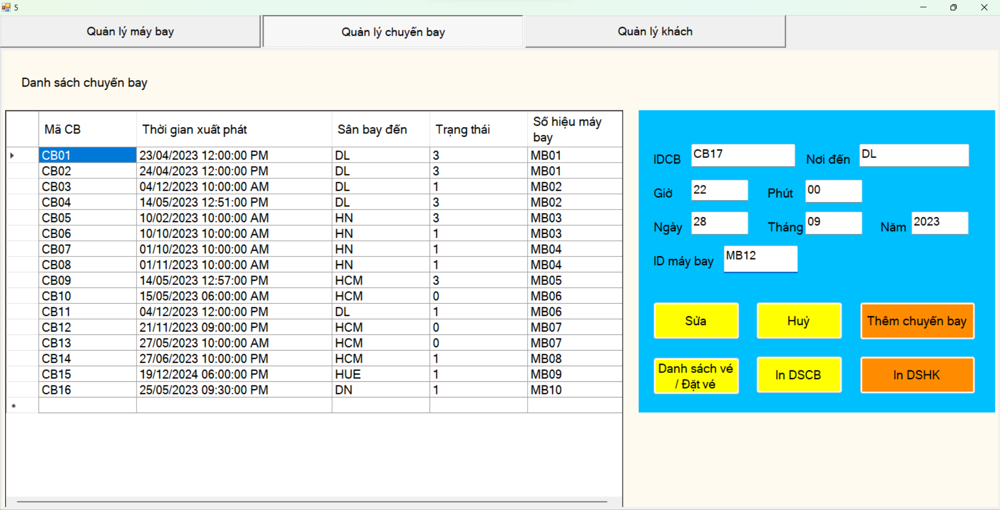 5
Quản lý máy bay Quản lý chuyến bay Quản lý khách
Danh sách chuyến bay
Mã CB Thời gian xuất phát Sân bay đến Trạng thái Số hiệu máy bay
CB01 23/04/2023 12:00:00 PM DL 3 MB01
CB02 24/04/2023 12:00:00 PM DL 3 MB01
CB03 04/12/2023 10:00:00 AM DL 1 MB02
CB04 14/05/2023 12:51:00 PM DL 3 MB02
CB05 10/02/2023 10:00:00 AM HN 3 MB03
CB06 10/10/2023 10:00:00 AM HN 1 MB03
CB07 01/10/2023 10:00:00 AM HN 1 MB04
CB08 01/11/2023 10:00:00 AM HN 1 MB04
CB09 14/05/2023 12:57:00 PM HCM 3 MB05
CB10 15/05/2023 06:00:00 AM HCM 0 MB06
CB11 04/12/2023 12:00:00 PM DL 1 MB06
CB12 21/11/2023 09:00:00 PM HCM 0 MB07
CB13 27/05/2023 10:00:00 AM HCM 0 MB07
CB14 27/06/2023 10:00:00 PM HCM 1 MB08
CB15 19/12/2024 06:00:00 PM HUE 1 MB09
CB16 25/05/2023 09:30:00 PM DN 1 MB10
IDCB CB17 Nơi đến DL
Giờ 22 Phút 00
Ngày 28 Tháng 09 Năm 2023
ID máy bay MB12
Sửa Huỷ Thêm chuyến bay
Danh sách vé / Đặt vé In DSCB In DSHK